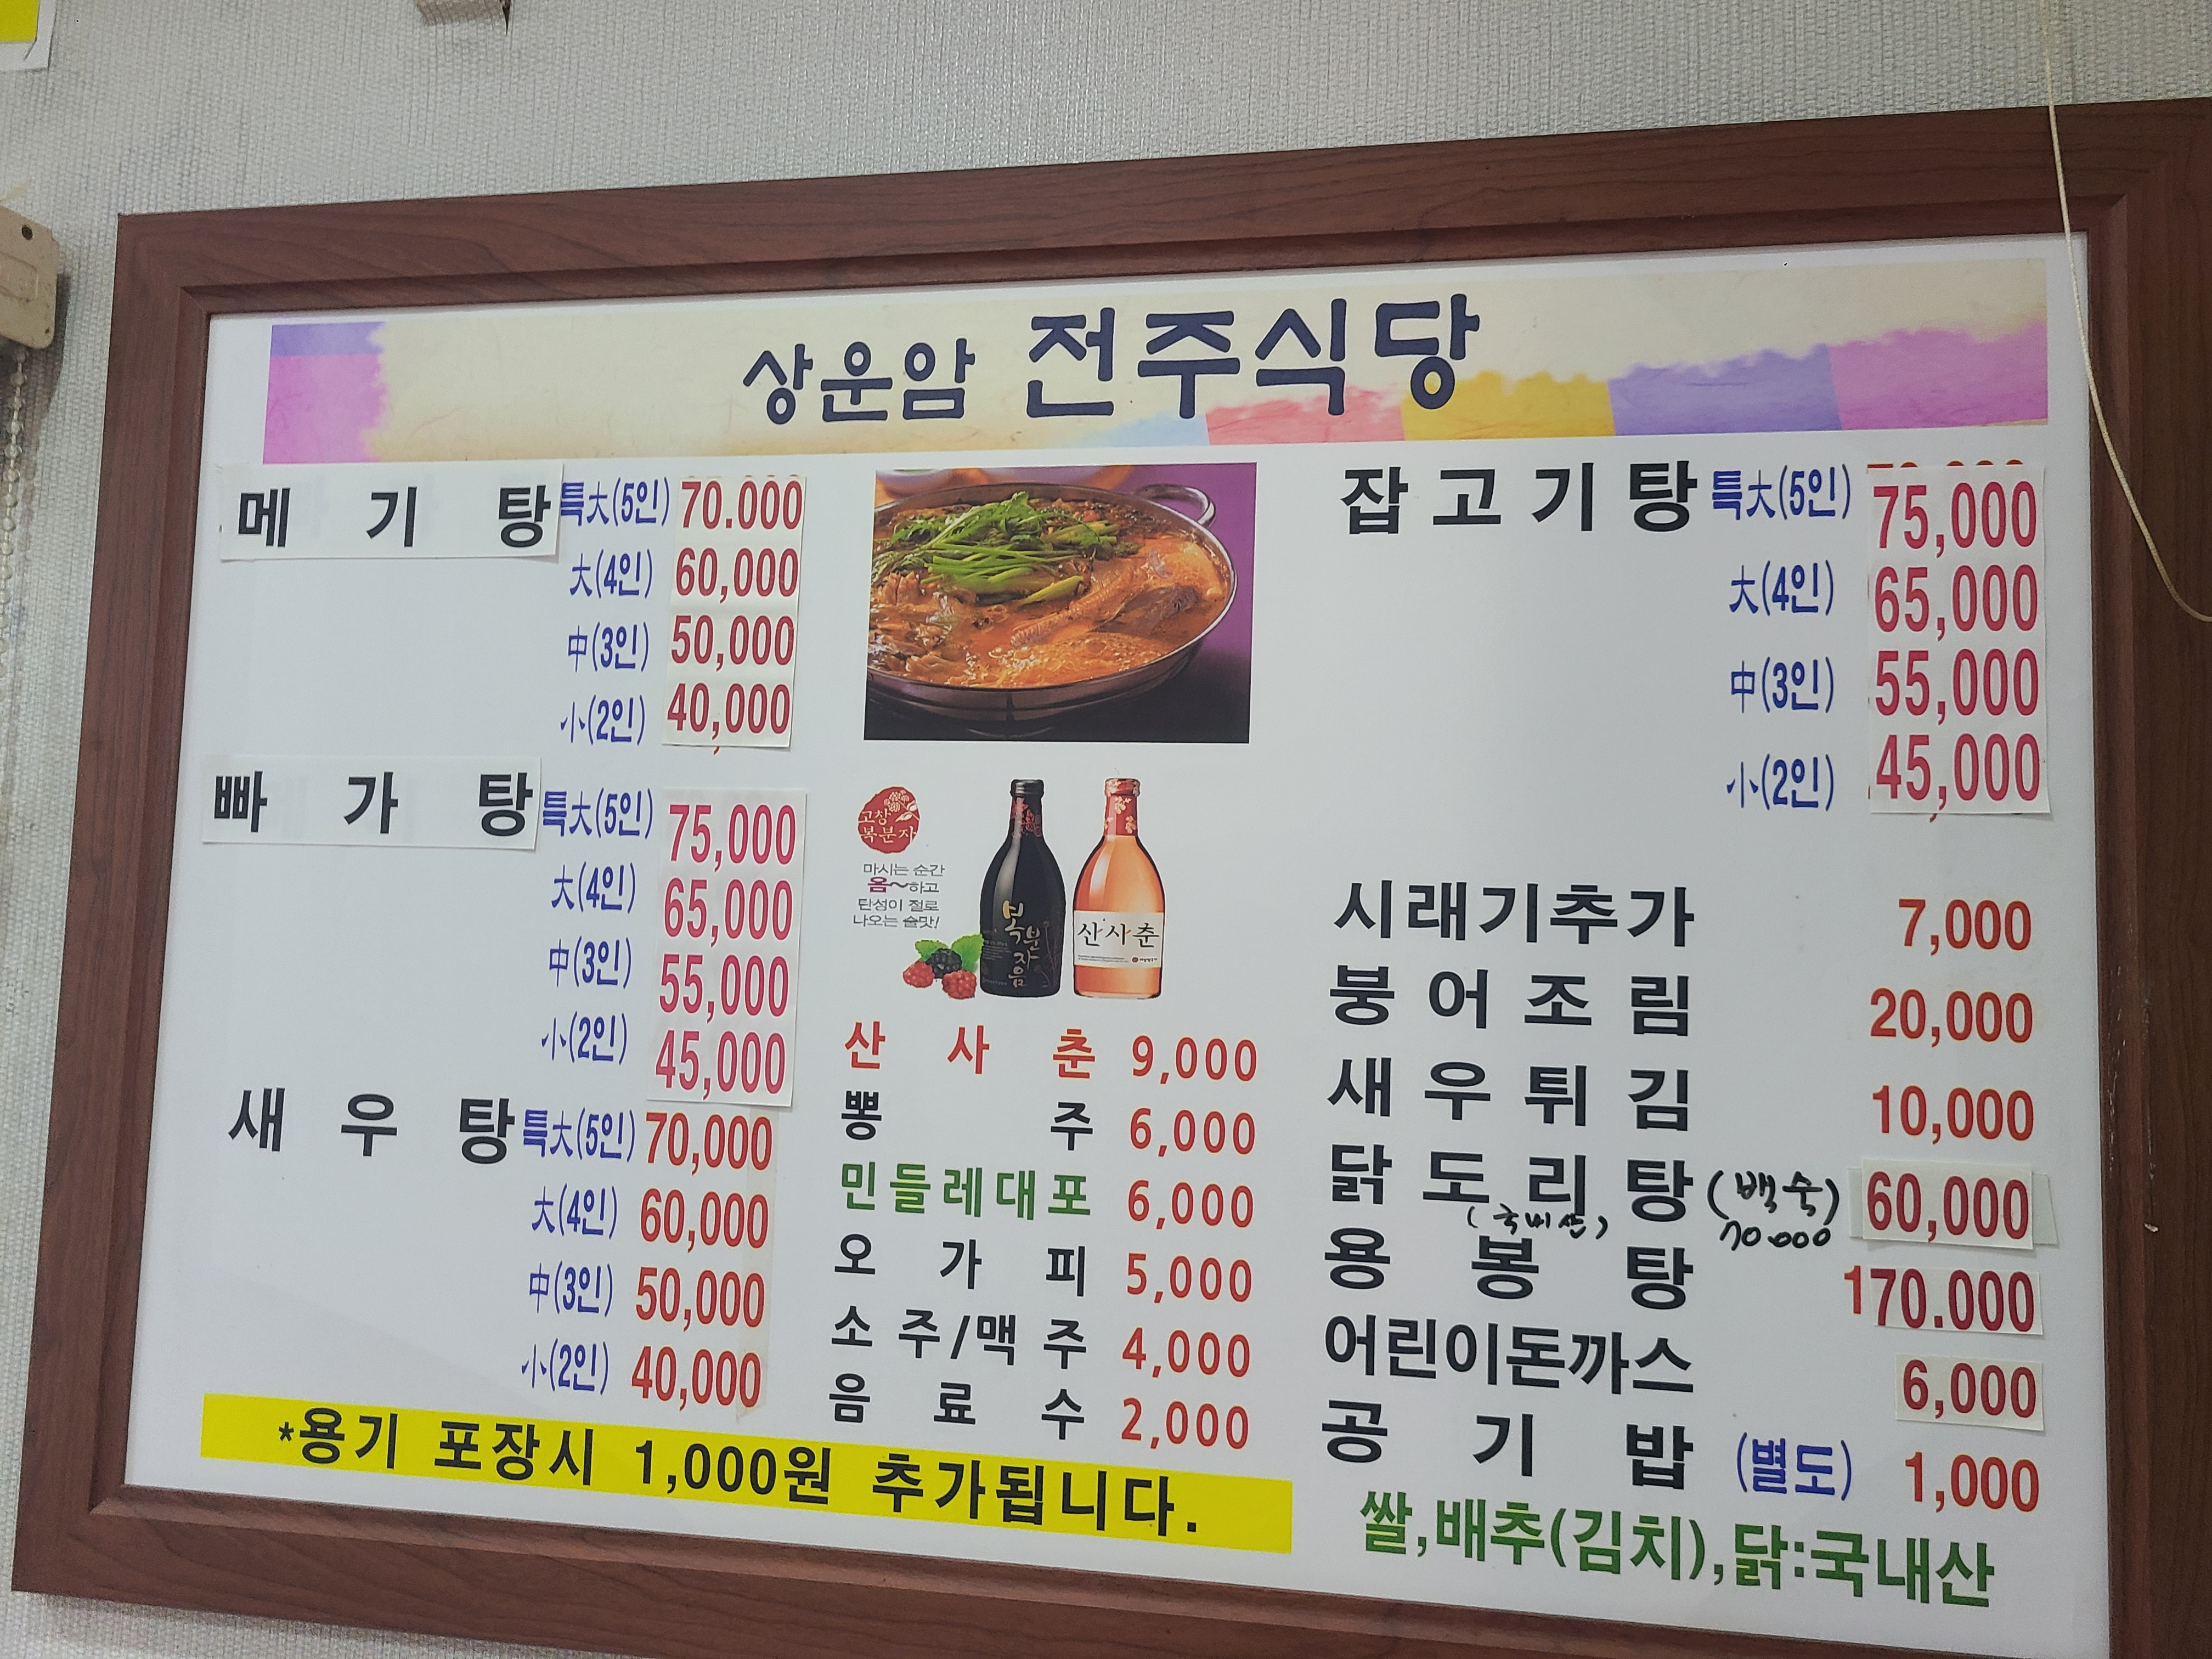 상운암 전주식당
메기탕 특大(5인) 70.000
大(4인) 60,000
中(3인) 50,000
小(2인) 40,000
빠가탕 특大(5인) 75,000
大(4인) 65,000
中(3인) 55,000
小(2인) 45,000
새우탕 특大(5인) 70,000
大(4인) 60,000
中(3인) 50,000
小(2인) 40,000
*용기 포장시 1,000원 추가됩니다.
고창
복분자
마시는 순간
음~하고
탄성이 절로
나오는 술맛!
복분자음
산사춘
산사춘 9,000
뽕주 6,000
민들레대포 6,000
오가피 5,000
소주/맥주 4,000
음료수 2,000
잡고기탕 특大(5인) 75,000
大(4인) 65,000
中(3인) 55,000
小(2인) 45,000
시래기추가 7,000
붕어조림 20,000
새우튀김 10,000
닭도리탕 (백숙) 60,000
(국내산) 70.000
용봉탕 170.000
어린이돈까스 6,000
공기밥 (별도) 1,000
쌀,배추(김치),닭:국내산